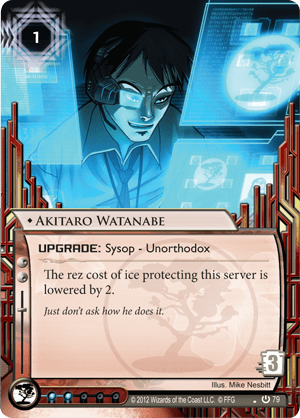 1
AKITARO WATANABE
UPGRADE: Sysop - Unorthodox
The rez cost of ice protecting this server is
lowered by 2.
Just don't ask how he does it.
3
Illus. Mike Nesbitt
© 2012 Wizards of the Coast LLC. © FFG 79